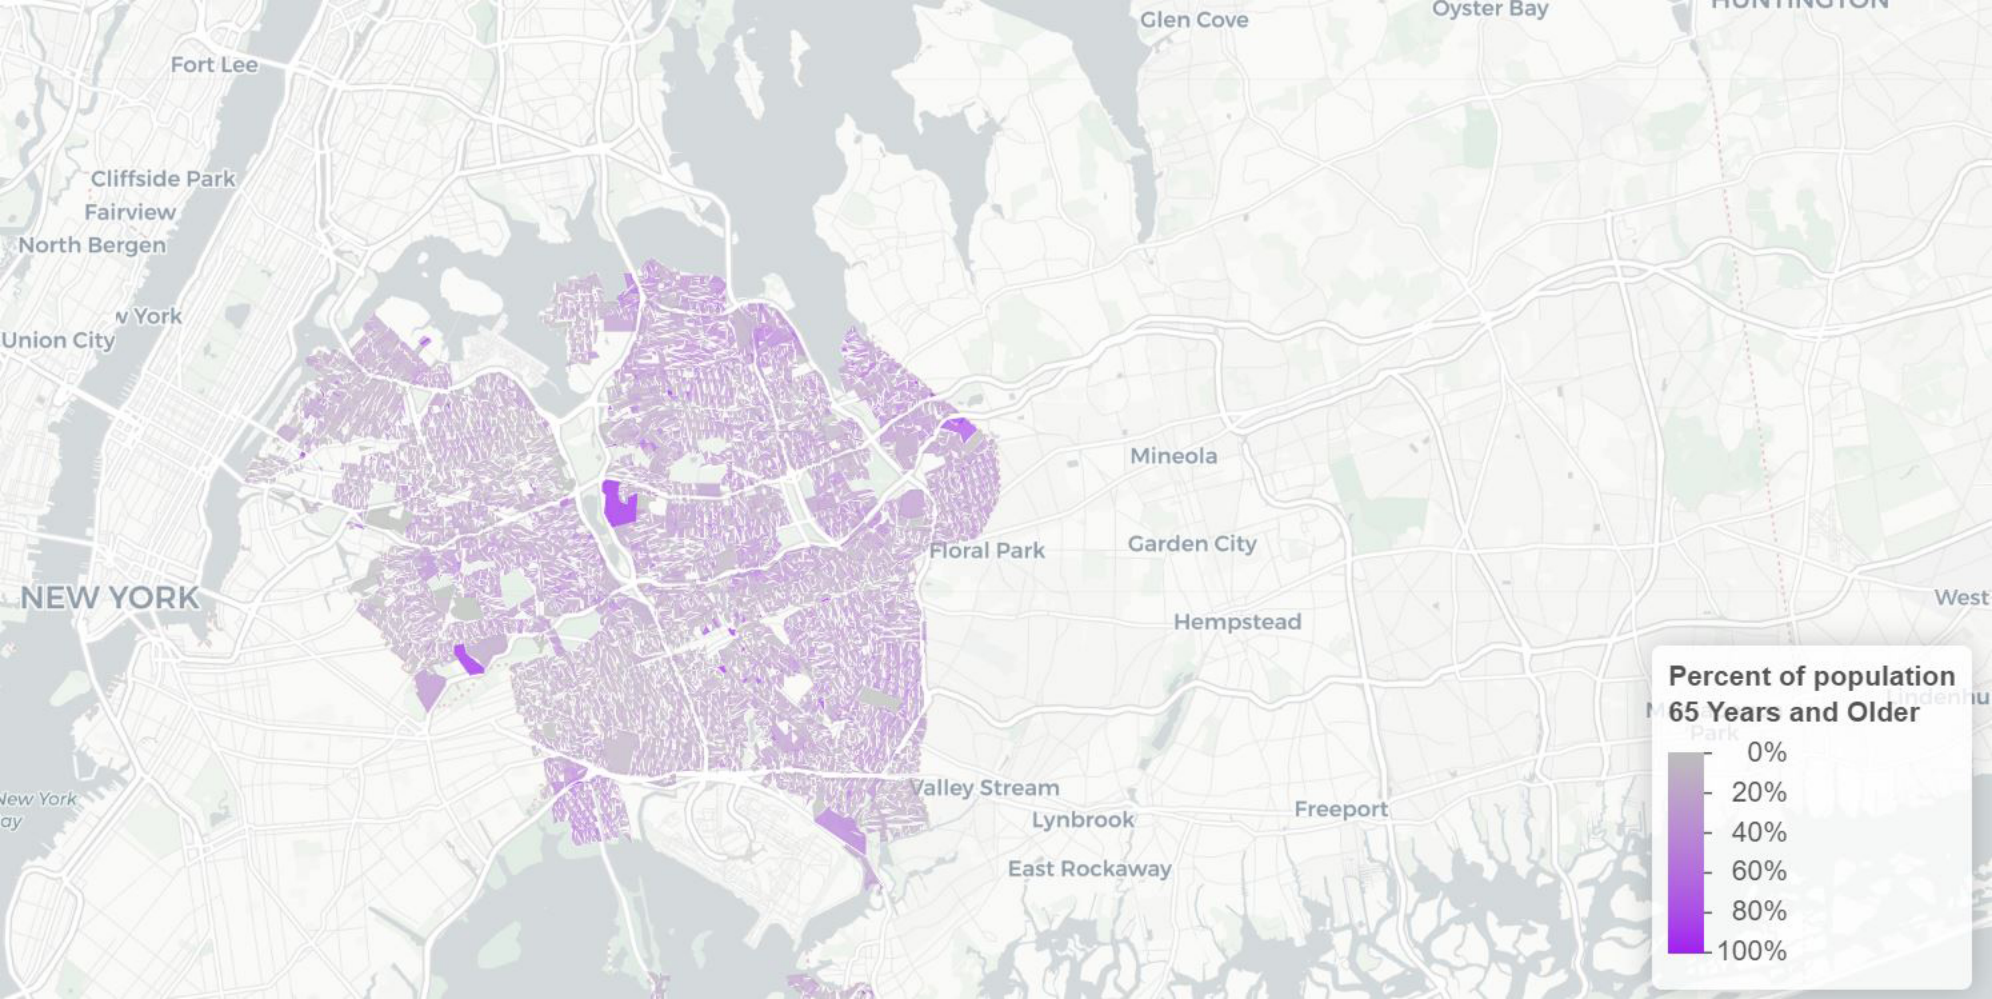 Glen Cove
Oyster Bay
HUNTINGTON
Fort Lee
Cliffside Park
Fairview
North Bergen
York
Union City
Mineola
Floral Park
Garden City
NEW YORK
West
Hempstead
Percent of population
65 Years and Older
Park
0%
20%
40%
60%
80%
100%
Valley Stream
Lynbrook
Freeport
East Rockaway
New York